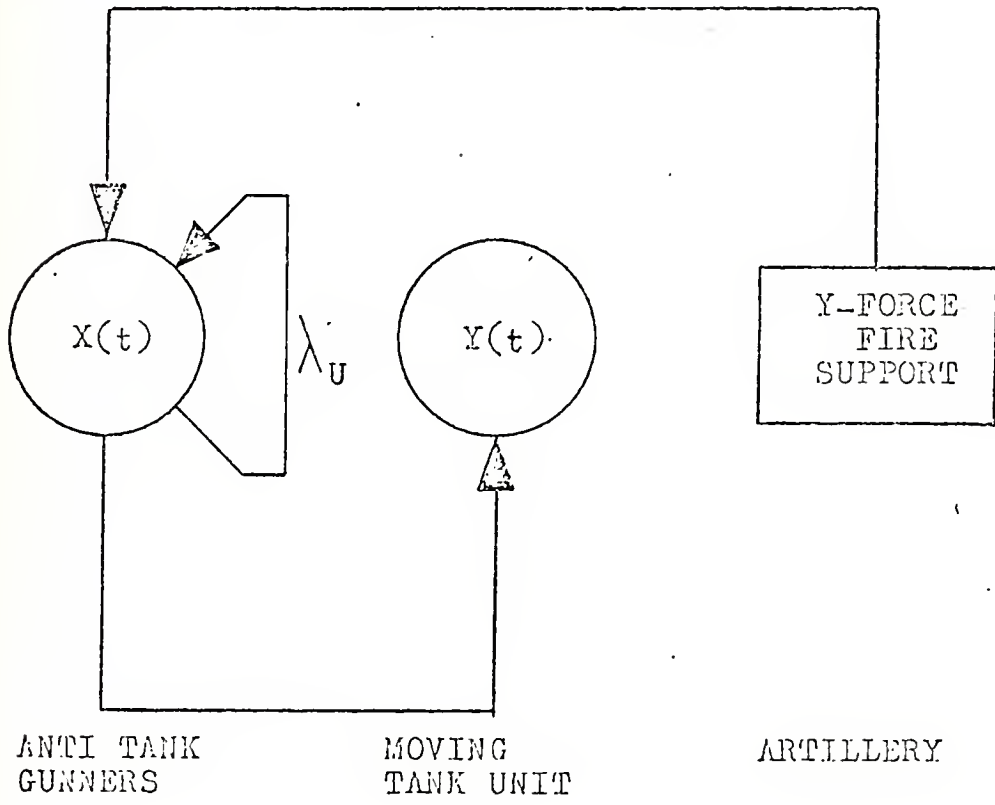 X(t)
λU
Y(t)
Y-FORCE
FIRE
SUPPORT
ANTI TANK
GUNNERS
MOVING
TANK UNIT
ARTILLERY